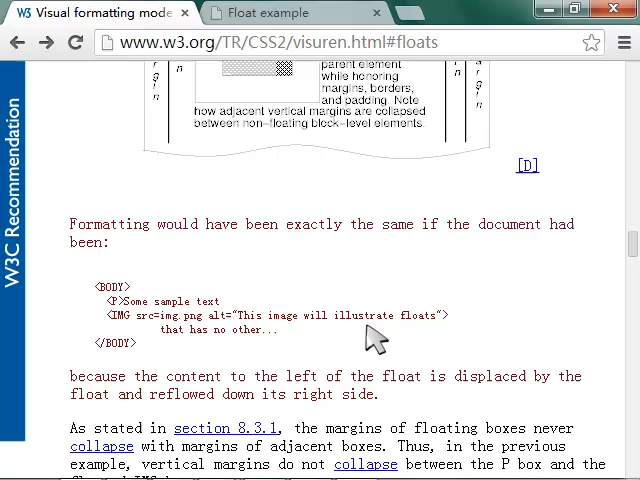 Visual formatting mode
Float example
www.w3.org/TR/CSS2/visuren.html#floats
W3C Recommendation
r
g
i
n
n
parent element
while honoring
margins, borders,
and padding. Note
how adjacent vertical margins are collapsed
between non-floating block-level elements.
i
n
a
r
g
i
n
[D]
Formatting would have been exactly the same if the document had
been:
<BODY>
<P>Some sample text
<IMG src=img.png alt="This image will illustrate floats">
that has no other...
</BODY>
because the content to the left of the float is displaced by the
float and reflowed down its right side.
As stated in section 8.3.1, the margins of floating boxes never
collapse with margins of adjacent boxes. Thus, in the previous
example, vertical margins do not collapse between the P box and the